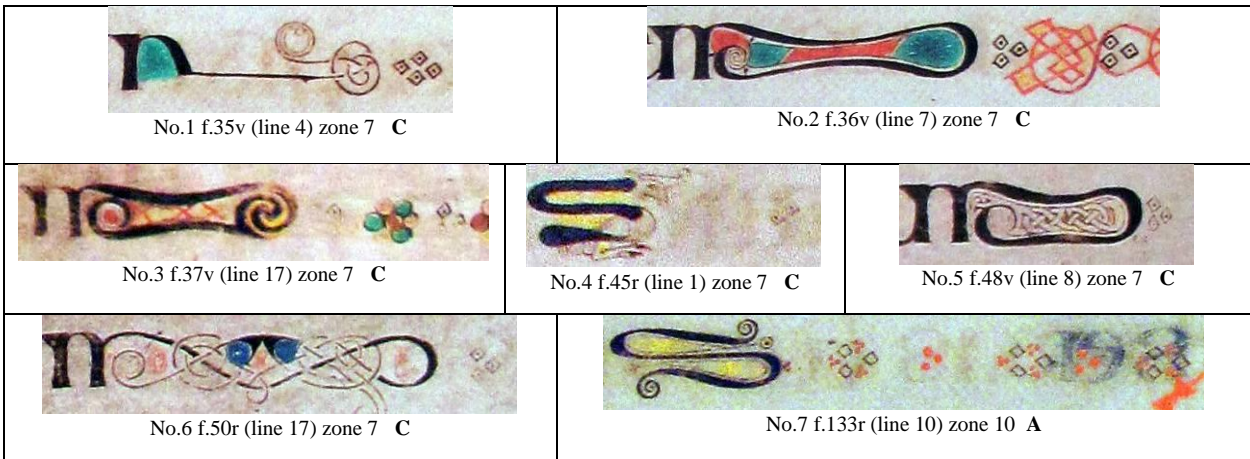 No.1 f.35v (line 4) zone 7 C
No.2 f.36v (line 7) zone 7 C
No.3 f.37v (line 17) zone 7 C
No.4 f.45r (line 1) zone 7 C
No.5 f.48v (line 8) zone 7 C
No.6 f.50r (line 17) zone 7 C
No.7 f.133r (line 10) zone 10 A